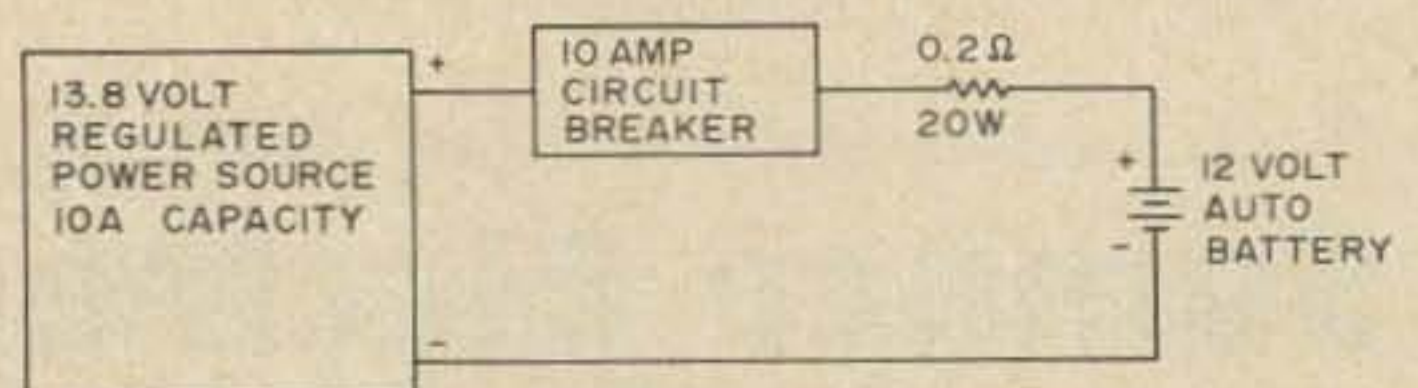 13.8 VOLT
REGULATED
POWER SOURCE
10A CAPACITY
+
-
10 AMP
CIRCUIT
BREAKER
0.2Ω
20W
+
-
12 VOLT
AUTO
BATTERY